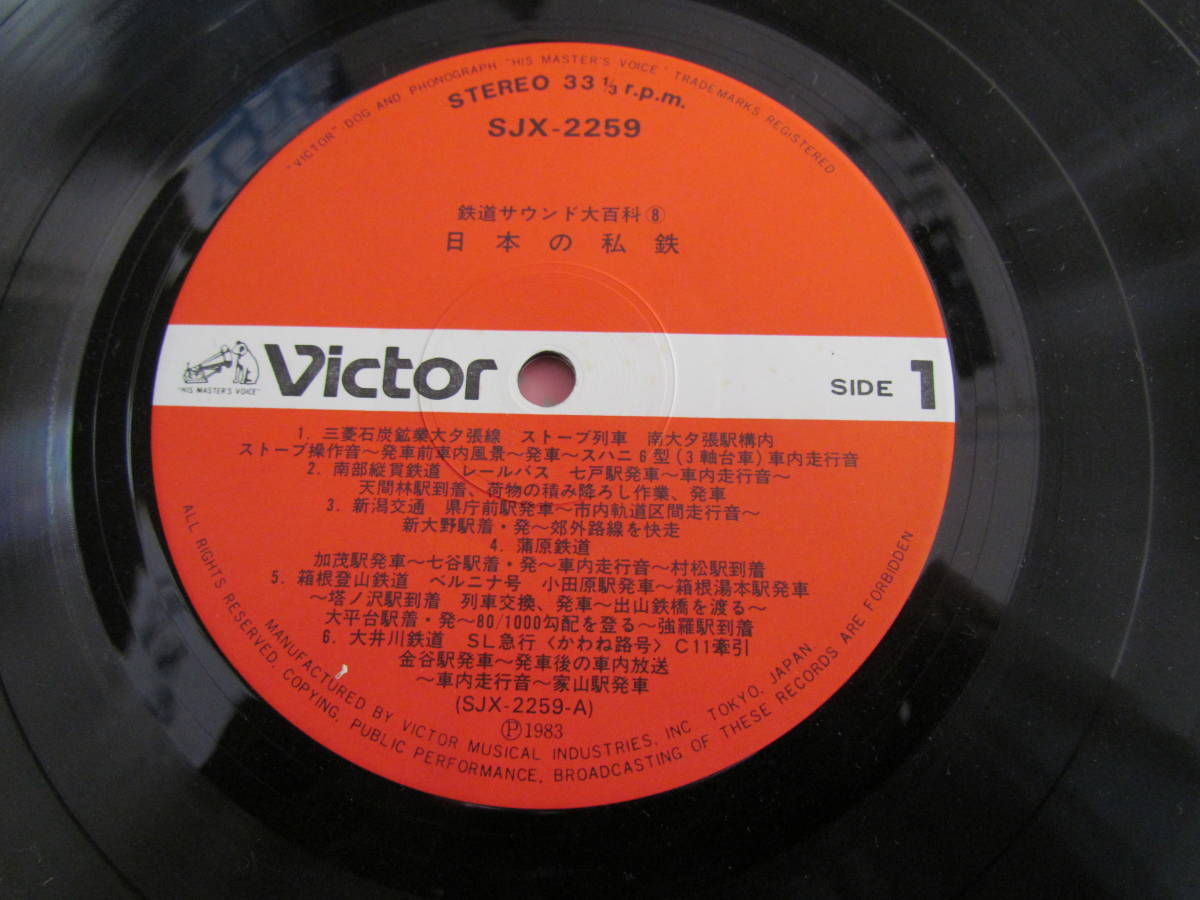 "VICTOR", DOG AND PHONOGRAPH "HIS MASTER'S VOICE" TRADEMARKS REGISTERED
STEREO 33 1/3 r.p.m.
SJX-2259
鉄道サウンド大百科⑧
日本の私鉄
"HIS MASTER'S VOICE"
Victor
SIDE 1
1. 三菱石炭鉱業大夕張線 ストーブ列車 南大夕張駅構内
ストーブ操作音〜発車前車内風景〜発車〜スハニ6型(3軸台車)車内走行音
2. 南部縦貫鉄道 レールバス 七戸駅発車〜車内走行音〜
天間林駅到着、荷物の積み降ろし作業、発車
3. 新潟交通 県庁前駅発車〜市内軌道区間走行音〜
新大野駅着・発〜郊外路線を快走
4. 蒲原鉄道
加茂駅発車〜七谷駅着・発〜車内走行音〜村松駅到着
5. 箱根登山鉄道 ベルニナ号 小田原駅発車〜箱根湯本駅発車
〜塔ノ沢駅到着 列車交換、発車〜出山鉄橋を渡る〜
大平台駅着・発〜80/1000勾配を登る〜強羅駅到着
6. 大井川鉄道 SL急行〈かわね路号〉C11牽引
金谷駅発車〜発車後の車内放送
〜車内走行音〜家山駅発車
(SJX-2259-A)
Ⓟ1983
MANUFACTURED BY VICTOR MUSICAL INDUSTRIES, INC. TOKYO, JAPAN
ALL RIGHTS RESERVED. COPYING, PUBLIC PERFORMANCE, BROADCASTING OF THESE RECORDS ARE FORBIDDEN